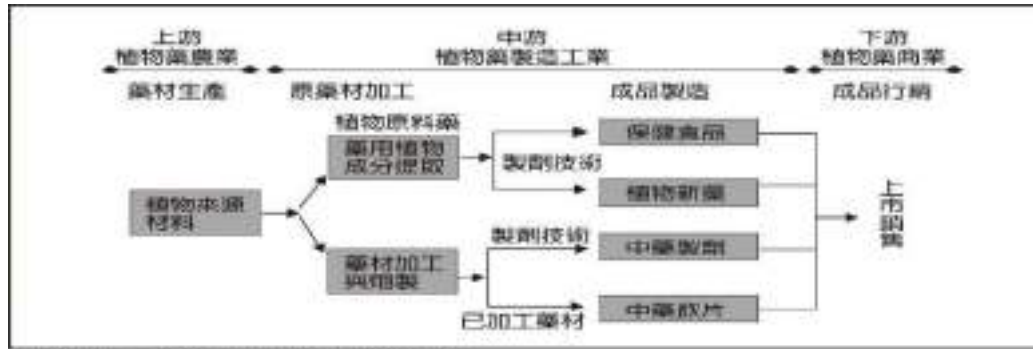 上游
植物藥農業
中游
植物藥製造工業
下游
植物藥商業
藥材生產
原藥材加工
成品製造
成品行銷
植物原料藥
藥用植物
成分提取
製劑技術
保健食品
植物新藥
植物來源
材料
藥材加工
與炮製
製劑技術
已加工藥材
中藥製劑
中藥飲片
上市銷售